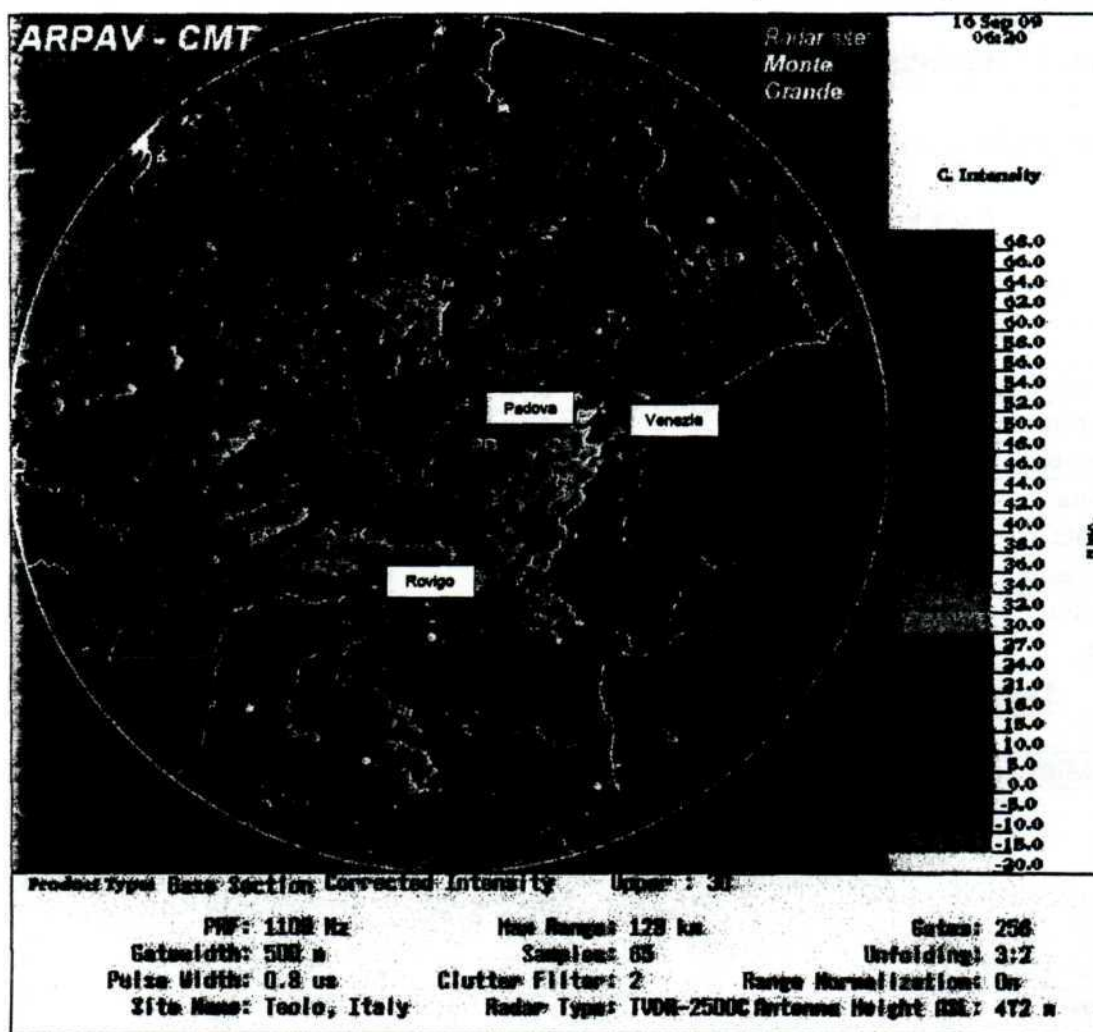 ARPAV - CMT
Radar site:
Monte
Grande
16 Sep 09
06:20
C. Intensity
Padova
Venezia
Rovigo
68.0
66.0
64.0
62.0
60.0
58.0
56.0
54.0
52.0
50.0
48.0
46.0
44.0
42.0
40.0
38.0
36.0
34.0
32.0
30.0
27.0
24.0
21.0
18.0
15.0
10.0
5.0
0.0
-5.0
-10.0
-15.0
-20.0
Product Type: Base Section Corrected Intensity Upper : 30
PRF: 1100 Hz Max Range: 129 km Gates: 256
Gatewidth: 500 m Samples: 65 Unfolding: 3:2
Pulse Width: 0.8 us Clutter Filter: 2 Range Normalization: On
Site Name: Teolo, Italy Radar Type: TVDR-2500C Antenna Height ASL: 472 m